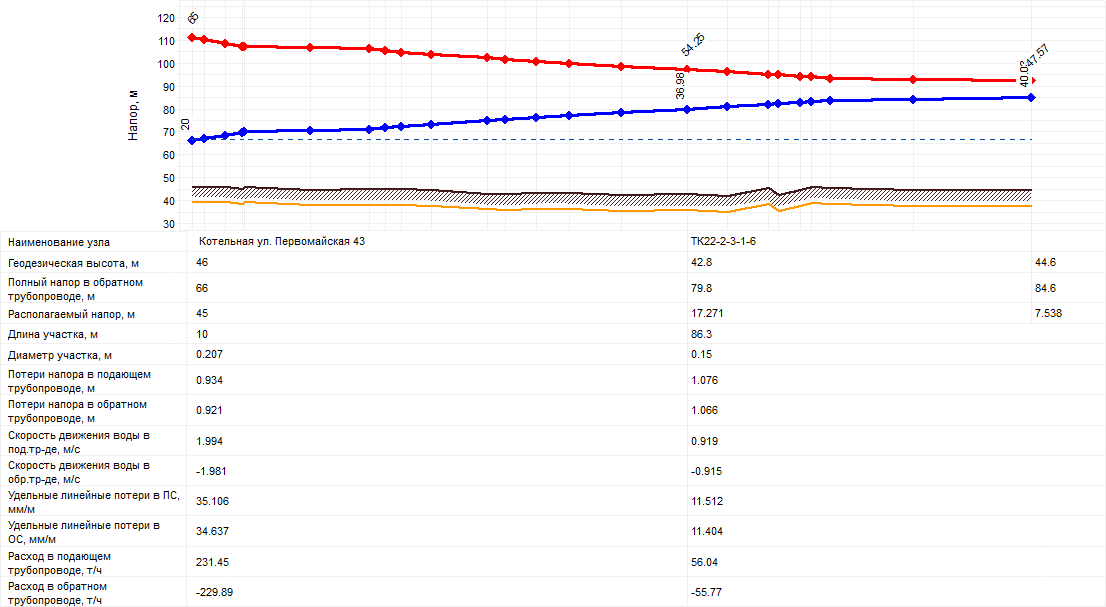 120
110
100
90
80
70
60
50
40
30
Напор, м
65
20
54.25
36.98
47.57
40.03
Наименование узла Котельная ул. Первомайская 43 ТК22-2-3-1-6
Геодезическая высота, м 46 42.8 44.6
Полный напор в обратном
трубопроводе, м 66 79.8 84.6
Располагаемый напор, м 45 17.271 7.538
Длина участка, м 10 86.3
Диаметр участка, м 0.207 0.15
Потери напора в подающем
трубопроводе, м 0.934 1.076
Потери напора в обратном
трубопроводе, м 0.921 1.066
Скорость движения воды в
под.тр-де, м/с 1.994 0.919
Скорость движения воды в
обр.тр-де, м/с -1.981 -0.915
Удельные линейные потери в ПС,
мм/м 35.106 11.512
Удельные линейные потери в
ОС, мм/м 34.637 11.404
Расход в подающем
трубопроводе, т/ч 231.45 56.04
Расход в обратном
трубопроводе, т/ч -229.89 -55.77